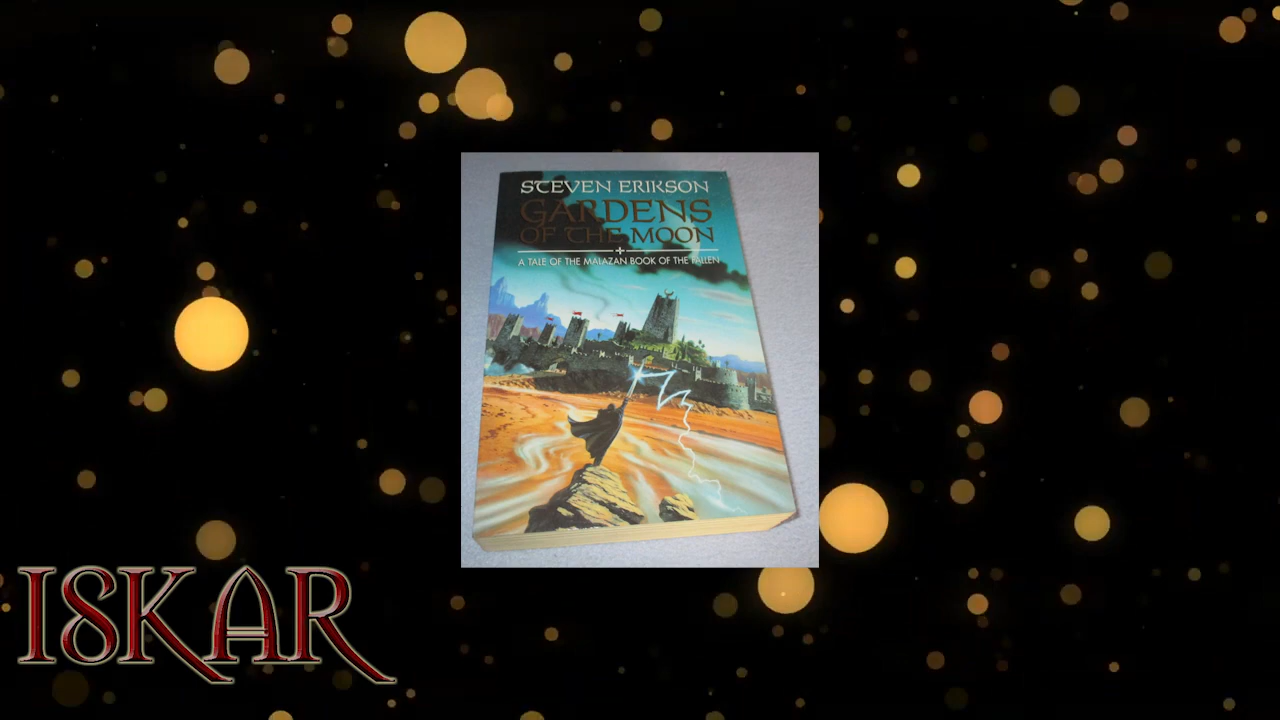 STEVEN ERIKSON
GARDENS
OF THE MOON
A TALE OF THE MALAZAN BOOK OF THE FALLEN
ISKAR